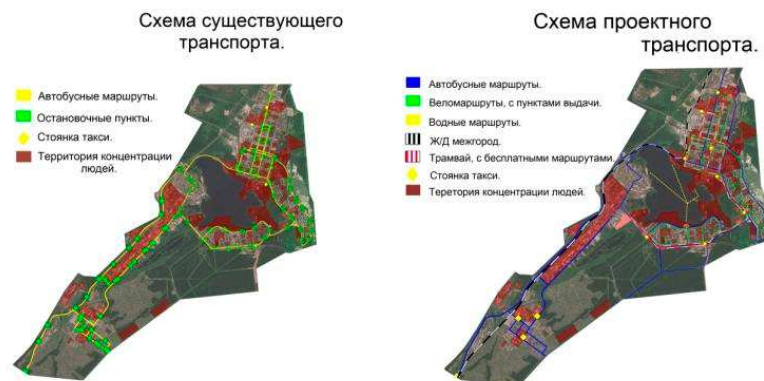 Схема существующего
транспорта.
Автобусные маршруты.
Остановочные пункты.
Стоянка такси.
Территория концентрации
людей.
Схема проектного
транспорта.
Автобусные маршруты.
Веломаршруты, с пунктами выдачи.
Водные маршруты.
Ж/Д межгород.
Трамвай, с бесплатными маршрутами.
Стоянка такси.
Теретория концентрации людей.